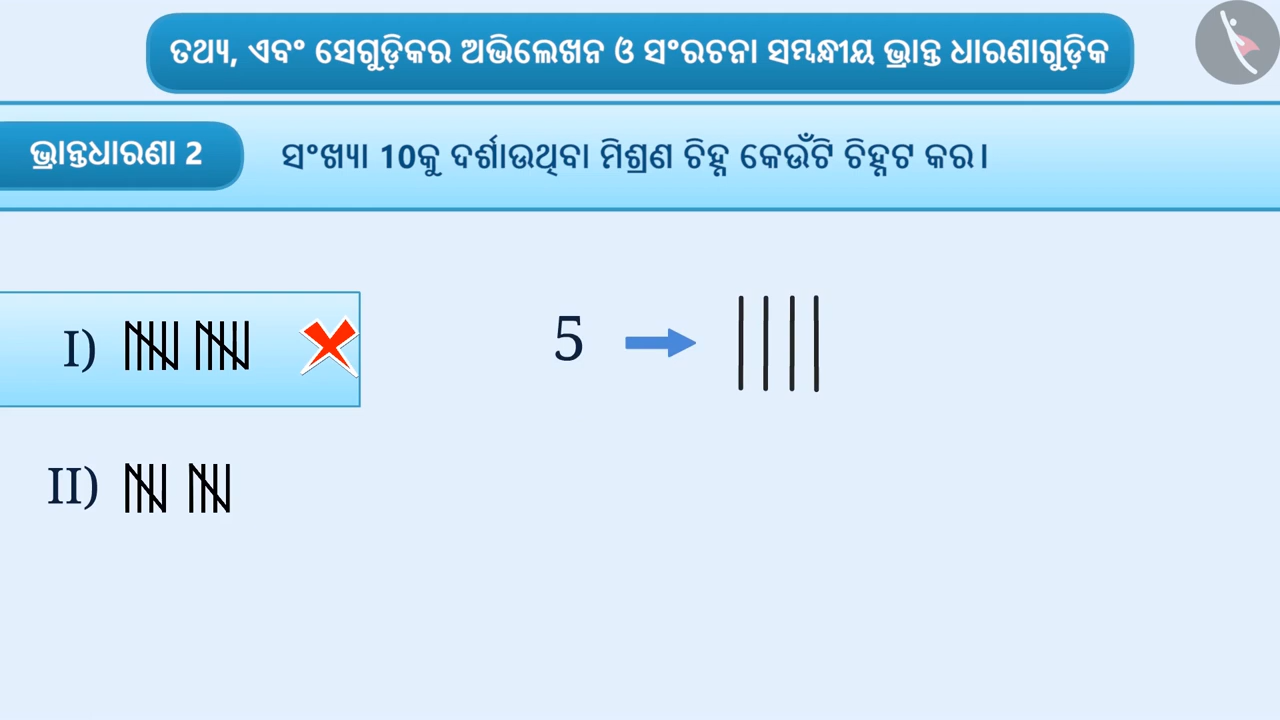 ତଥ୍ୟ, ଏବଂ ସେଗୁଡ଼ିକର ଅଭିଲେଖନ ଓ ସଂରଚନା ସମ୍ବନ୍ଧୀୟ ଭ୍ରାନ୍ତ ଧାରଣାଗୁଡ଼ିକ
ଭ୍ରାନ୍ତଧାରଣା 2
ସଂଖ୍ୟା 10କୁ ଦର୍ଶାଉଥିବା ମିଶ୍ରଣ ଚିହ୍ନ କେଉଁଟି ଚିହ୍ନଟ କର।
I)
5
II)